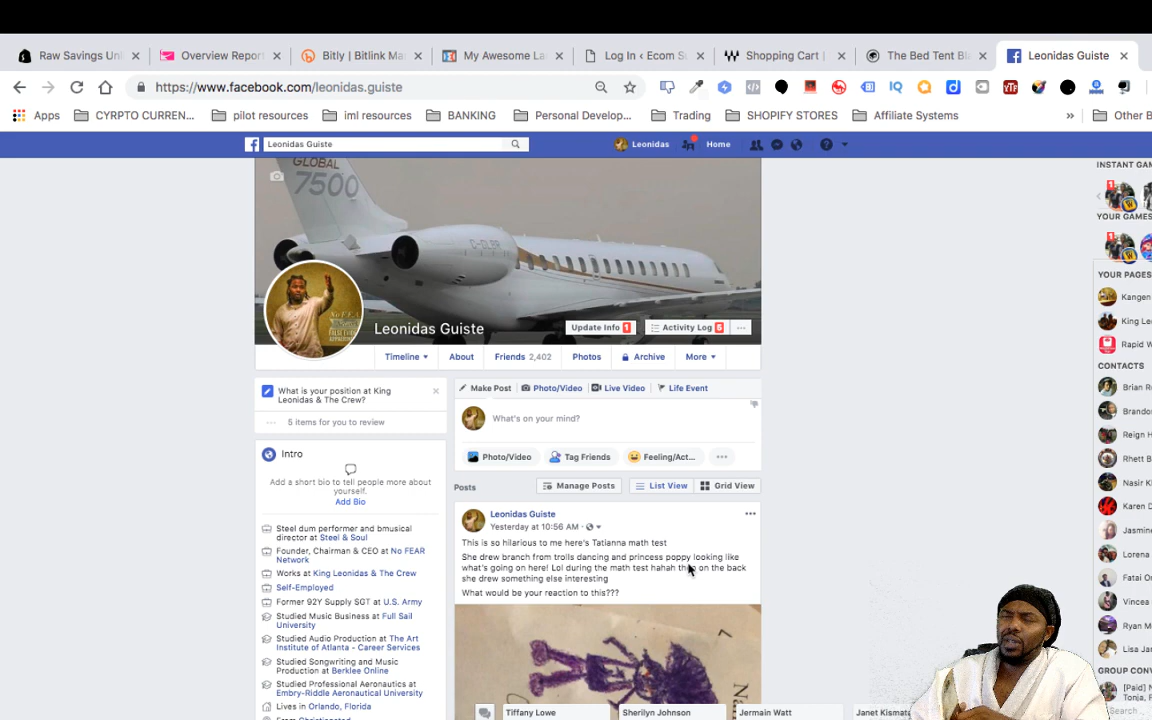 Raw Savings Un
Overview Repor
Bitly | Bitlink Ma
My Awesome La
Log In ‹ Ecom S
Shopping Cart |
The Bed Tent Bl
Leonidas Guiste
https://www.facebook.com/leonidas.guiste
Apps
CYRPTO CURREN...
pilot resources
iml resources
BANKING
Personal Develop...
Trading
SHOPIFY STORES
Affiliate Systems
»
Other B
Leonidas Guiste
Leonidas
Home
GLOBAL
7500
Leonidas Guiste
Update Info 1
Activity Log 5
Timeline
About
Friends 2,402
Photos
Archive
More
What is your position at King
Leonidas & The Crew?
5 items for you to review
Intro
Add a short bio to tell people more about
yourself.
Add Bio
Steel dum performer and bmusical
director at Steel & Soul
Founder, Chairman & CEO at No FEAR
Network
Works at King Leonidas & The Crew
Self-Employed
Former 92Y Supply SGT at U.S. Army
Studied Music Business at Full Sail
University
Studied Audio Production at The Art
Institute of Atlanta - Career Services
Studied Songwriting and Music
Production at Berklee Online
Studied Professional Aeronautics at
Embry-Riddle Aeronautical University
Lives in Orlando, Florida
Make Post
Photo/Video
Live Video
Life Event
What's on your mind?
Photo/Video
Tag Friends
Feeling/Act...
Posts
Manage Posts
List View
Grid View
Leonidas Guiste
Yesterday at 10:56 AM
This is so hilarious to me here's Tatianna math test
She drew branch from trolls dancing and princess poppy looking like
what's going on here! Lol during the math test hahah on the back
she drew something else interesting
What would be your reaction to this???
Tiffany Lowe
Sherilyn Johnson
Jermain Watt
Janet Kismat
INSTANT GA
YOUR GAMES
YOUR PAGES
Kangen
King Le
Rapid W
CONTACTS
Brian R
Brando
Reign H
Rhett B
Nasir K
Karen D
Jasmine
Lorena
Fatai O
Vincea
Ryan M
Lisa Ja
GROUP CONV
[Paid] N
Tonja, F
Search